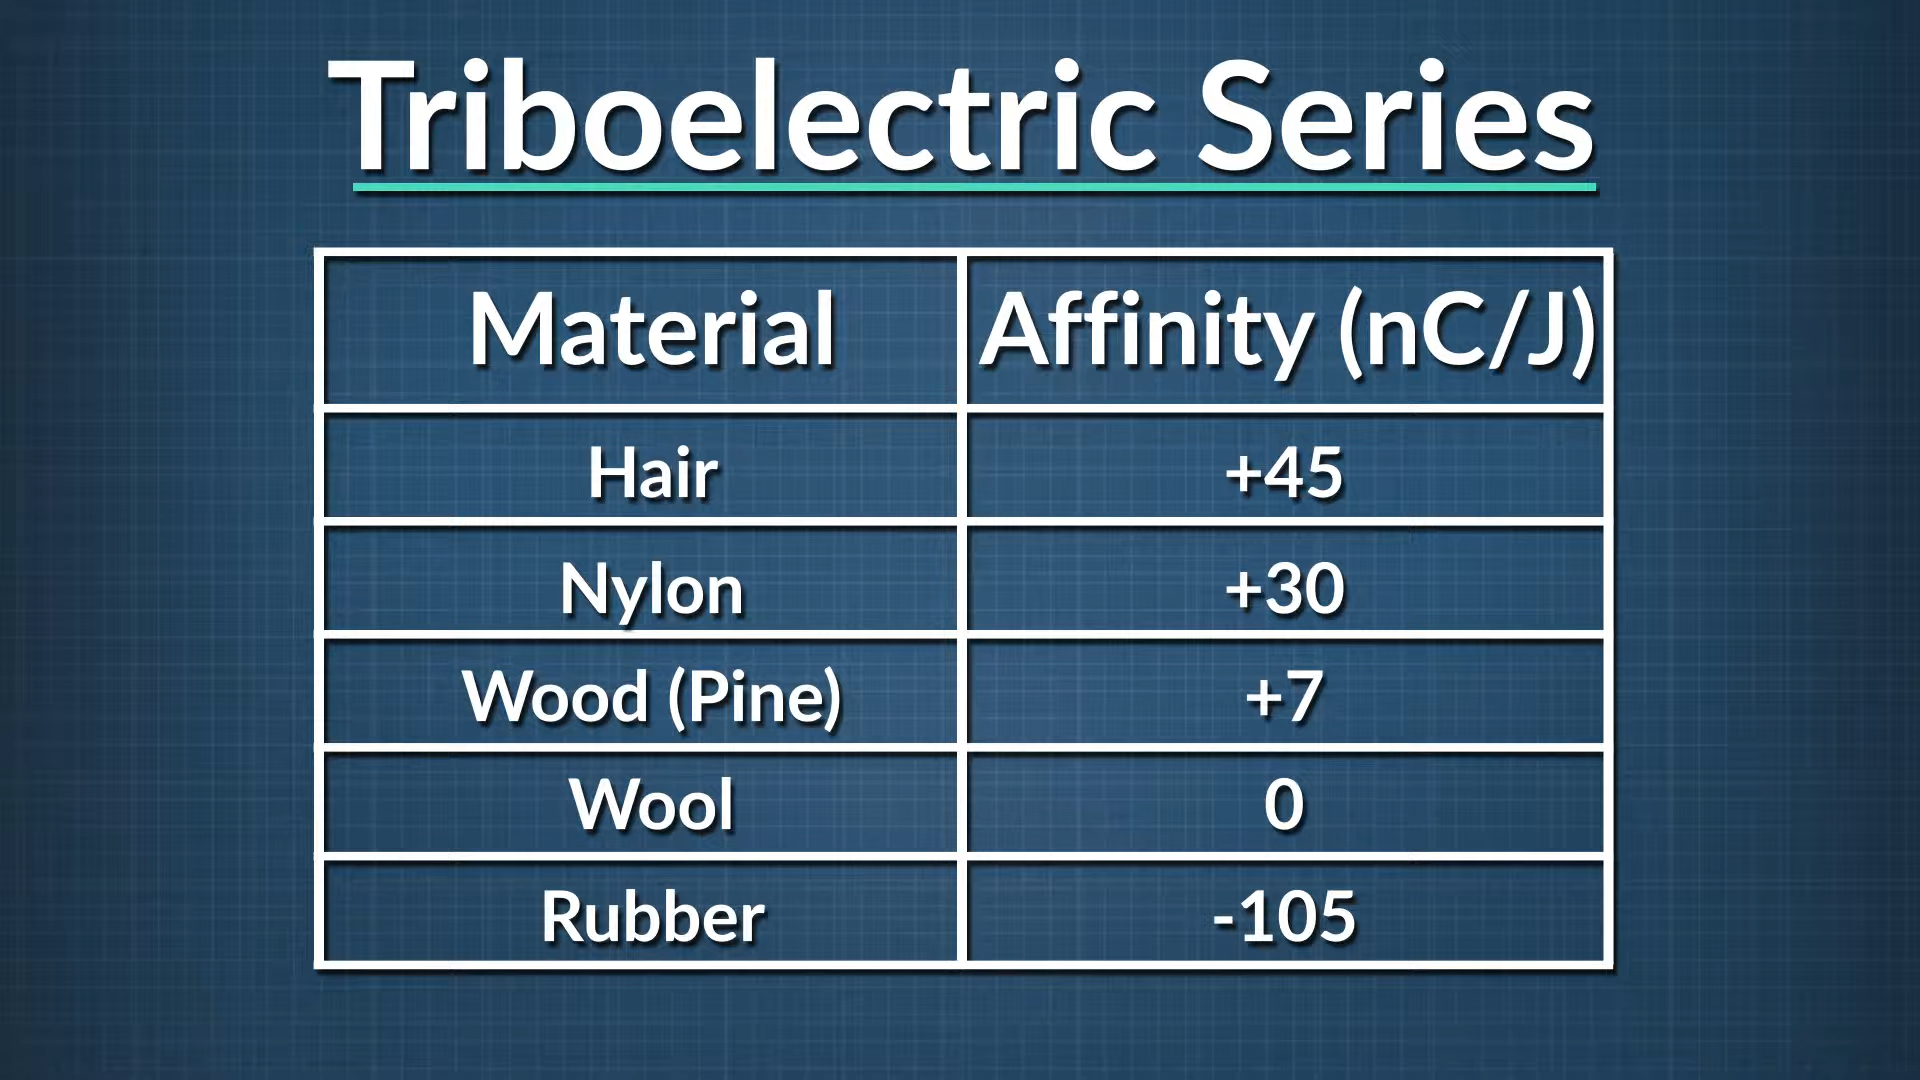 Triboelectric Series
Material Affinity (nC/J)
Hair +45
Nylon +30
Wood (Pine) +7
Wool 0
Rubber -105